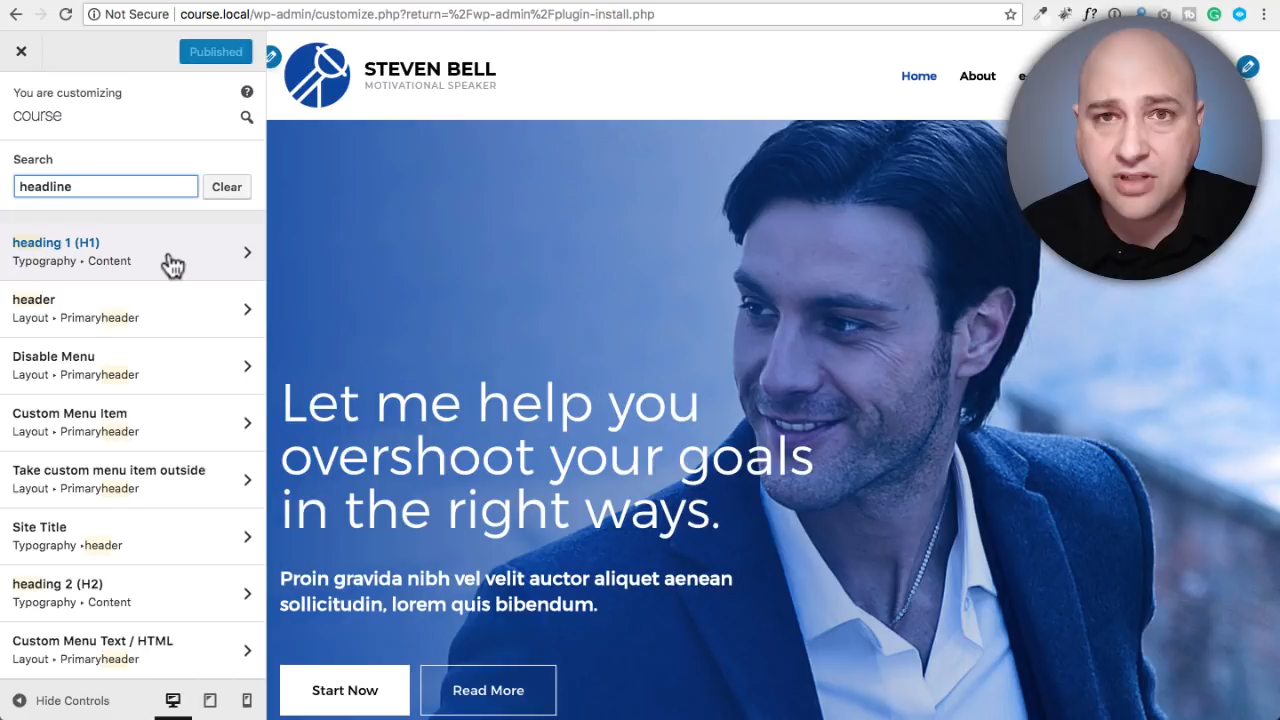 Not Secure course.local/wp-admin/customize.php?return=%2Fwp-admin%2Fplugin-install.php
f?
Published
You are customizing
course
Search
headline
Clear
heading 1 (H1)
Typography ▸ Content
header
Layout ▸ Primaryheader
Disable Menu
Layout ▸ Primaryheader
Custom Menu Item
Layout ▸ Primaryheader
Take custom menu item outside
Layout ▸ Primaryheader
Site Title
Typography ▸header
heading 2 (H2)
Typography ▸ Content
Custom Menu Text / HTML
Layout ▸ Primaryheader
Hide Controls
STEVEN BELL
MOTIVATIONAL SPEAKER
Home About
Let me help you
overshoot your goals
in the right ways.
Proin gravida nibh vel velit auctor aliquet aenean
sollicitudin, lorem quis bibendum.
Start Now
Read More